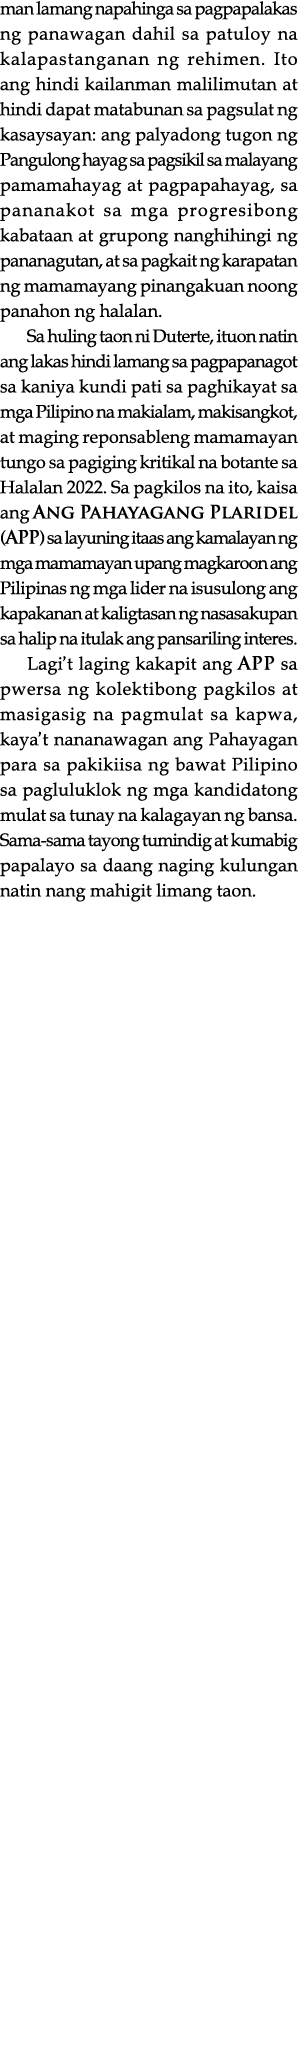 man lamang napahinga sa pagpapalakas
ng panawagan dahil sa patuloy na
kalapastanganan ng rehimen. Ito
ang hindi kailanman malilimutan at
hindi dapat matabunan sa pagsulat ng
kasaysayan: ang palyadong tugon ng
Pangulong hayag sa pagsikil sa malayang
pamamahayag at pagpapahayag, sa
pananakot sa mga progresibong
kabataan at grupong nanghihingi ng
pananagutan, at sa pagkait ng karapatan
ng mamamayang pinangakuan noong
panahon ng halalan.
Sa huling taon ni Duterte, ituon natin
ang lakas hindi lamang sa pagpapanagot
sa kaniya kundi pati sa paghikayat sa
mga Pilipino na makialam, makisangkot,
at maging reponsableng mamamayan
tungo sa pagiging kritikal na botante sa
Halalan 2022. Sa pagkilos na ito, kaisa
ang ANG PAHAYAGANG PLARIDEL
(APP) sa layuning itaas ang kamalayan ng
mga mamamayan upang magkaroon ang
Pilipinas ng mga lider na isusulong ang
kapakanan at kaligtasan ng nasasakupan
sa halip na itulak ang pansariling interes.
Lagi't laging kakapit ang APP sa
pwersa ng kolektibong pagkilos at
masigasig na pagmulat sa kapwa,
kaya't nananawagan ang Pahayagan
para sa pakikiisa ng bawat Pilipino
sa pagluluklok ng mga kandidatong
mulat sa tunay na kalagayan ng bansa.
Sama-sama tayong tumindig at kumabig
papalayo sa daang naging kulungan
natin nang mahigit limang taon.